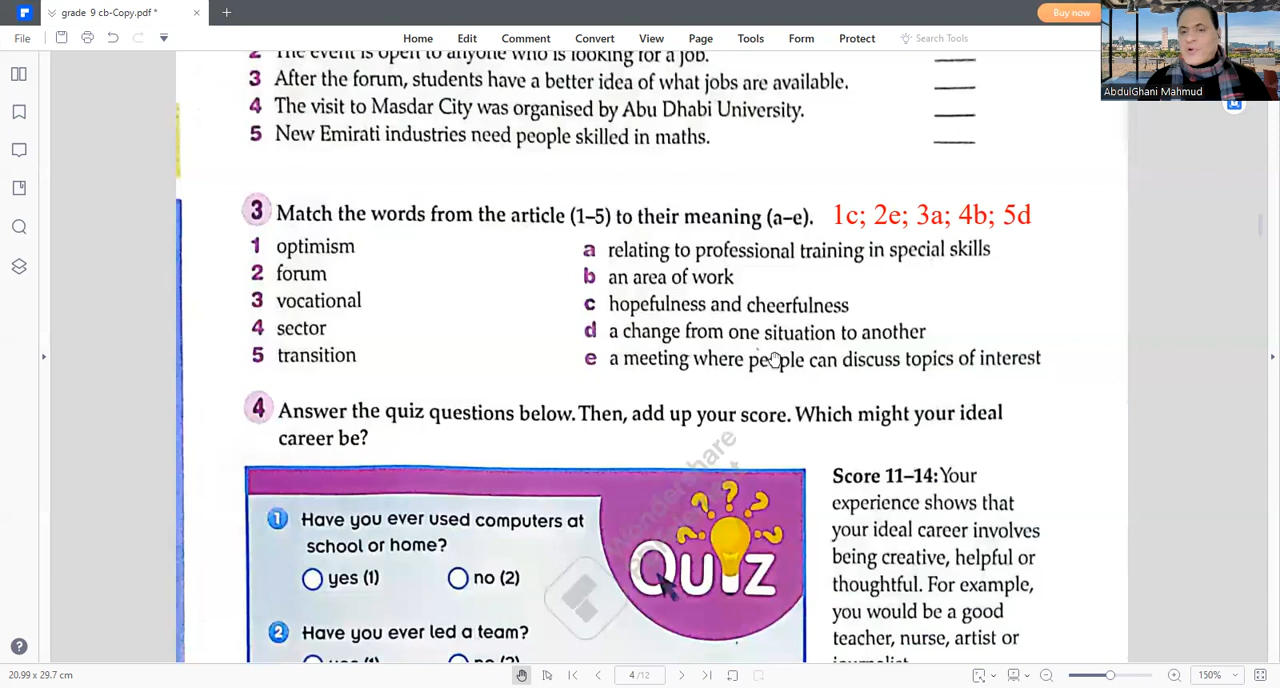 grade 9 cb-Copy.pdf *
Buy now
File
Home Edit Comment Convert View Page Tools Form Protect Search Tools
AbdulGhani Mahmud
2 The event is open to anyone who is looking for a job.
3 After the forum, students have a better idea of what jobs are available.
4 The visit to Masdar City was organised by Abu Dhabi University.
5 New Emirati industries need people skilled in maths.
3 Match the words from the article (1–5) to their meaning (a–e). 1c; 2e; 3a; 4b; 5d
1 optimism
2 forum
3 vocational
4 sector
5 transition
a relating to professional training in special skills
b an area of work
c hopefulness and cheerfulness
d a change from one situation to another
e a meeting where people can discuss topics of interest
4 Answer the quiz questions below. Then, add up your score. Which might your ideal
career be?
1 Have you ever used computers at
school or home?
yes (1) no (2)
2 Have you ever led a team?
yes (1) no (2)
Quiz
Wondershare
Score 11–14: Your
experience shows that
your ideal career involves
being creative, helpful or
thoughtful. For example,
you would be a good
teacher, nurse, artist or
journalist
20.99 x 29.7 cm
4 /12
150%